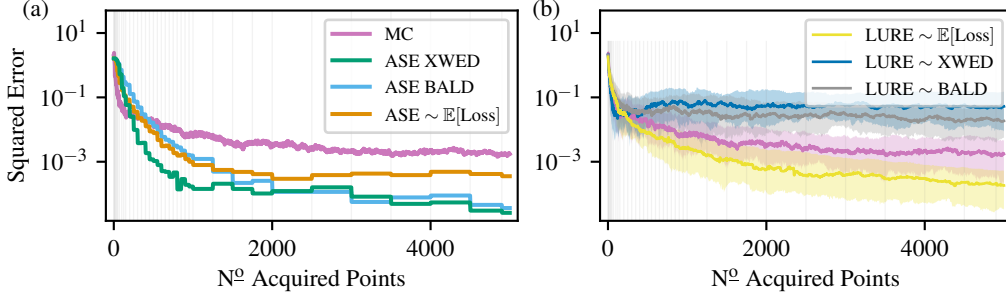 (a)
Squared Error
10¹
10⁻¹
10⁻³
MC
ASE XWED
ASE BALD
ASE ∼ 𝔼[Loss]
0
2000
4000
Nº Acquired Points
(b)
10¹
10⁻¹
10⁻³
LURE ∼ 𝔼[Loss]
LURE ∼ XWED
LURE ∼ BALD
0
2000
4000
Nº Acquired Points